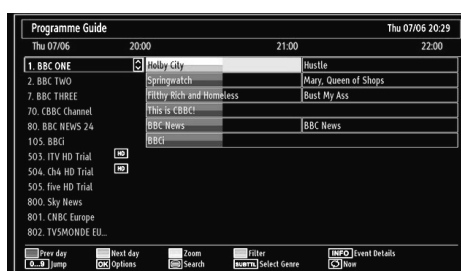 Programme Guide Thu 07/06 20:29
Thu 07/06 20:00 21:00 22:00
1. BBC ONE Holby City Hustle
2. BBC TWO Springwatch Mary, Queen of Shops
7. BBC THREE Filthy Rich and Homeless Bust My Ass
70. CBBC Channel This is CBBC!
80. BBC NEWS 24 BBC News BBC News
105. BBCi BBCi
503. ITV HD Trial HD
504. Ch4 HD Trial HD
505. five HD Trial
800. Sky News
801. CNBC Europe
802. TV5MONDE EU...
Prev day Next day Zoom Filter INFO Event Details
0...9 Jump OK Options Search SUBTTL Select Genre Now